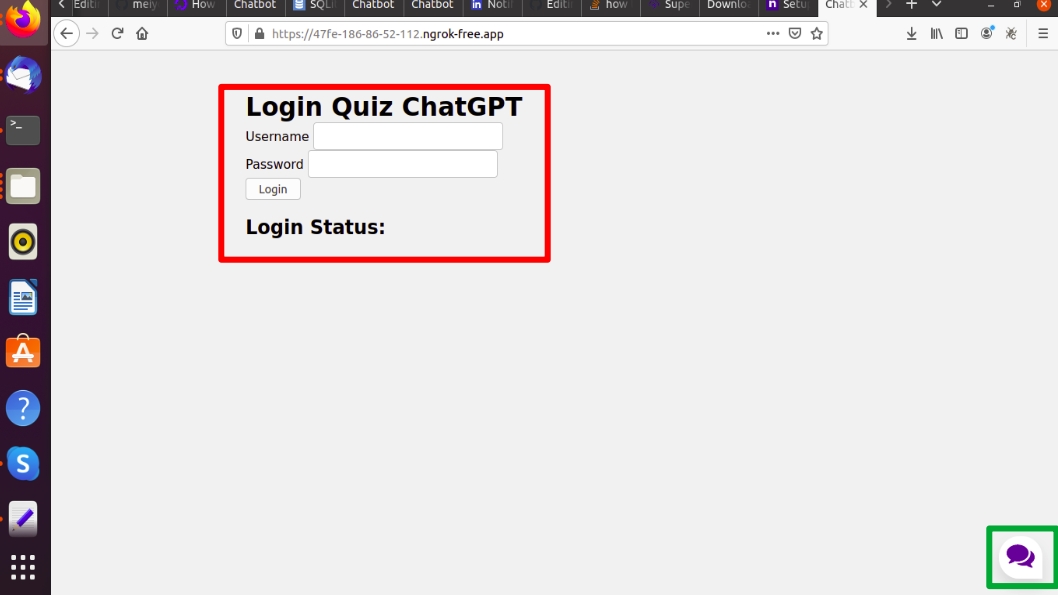 Editi meiy How Chatbot SQLi Chatbot Chatbot Noti Editi how Supe Downlo Setu Chatb
https://47fe-186-86-52-112.ngrok-free.app
Login Quiz ChatGPT
Username
Password
Login
Login Status: